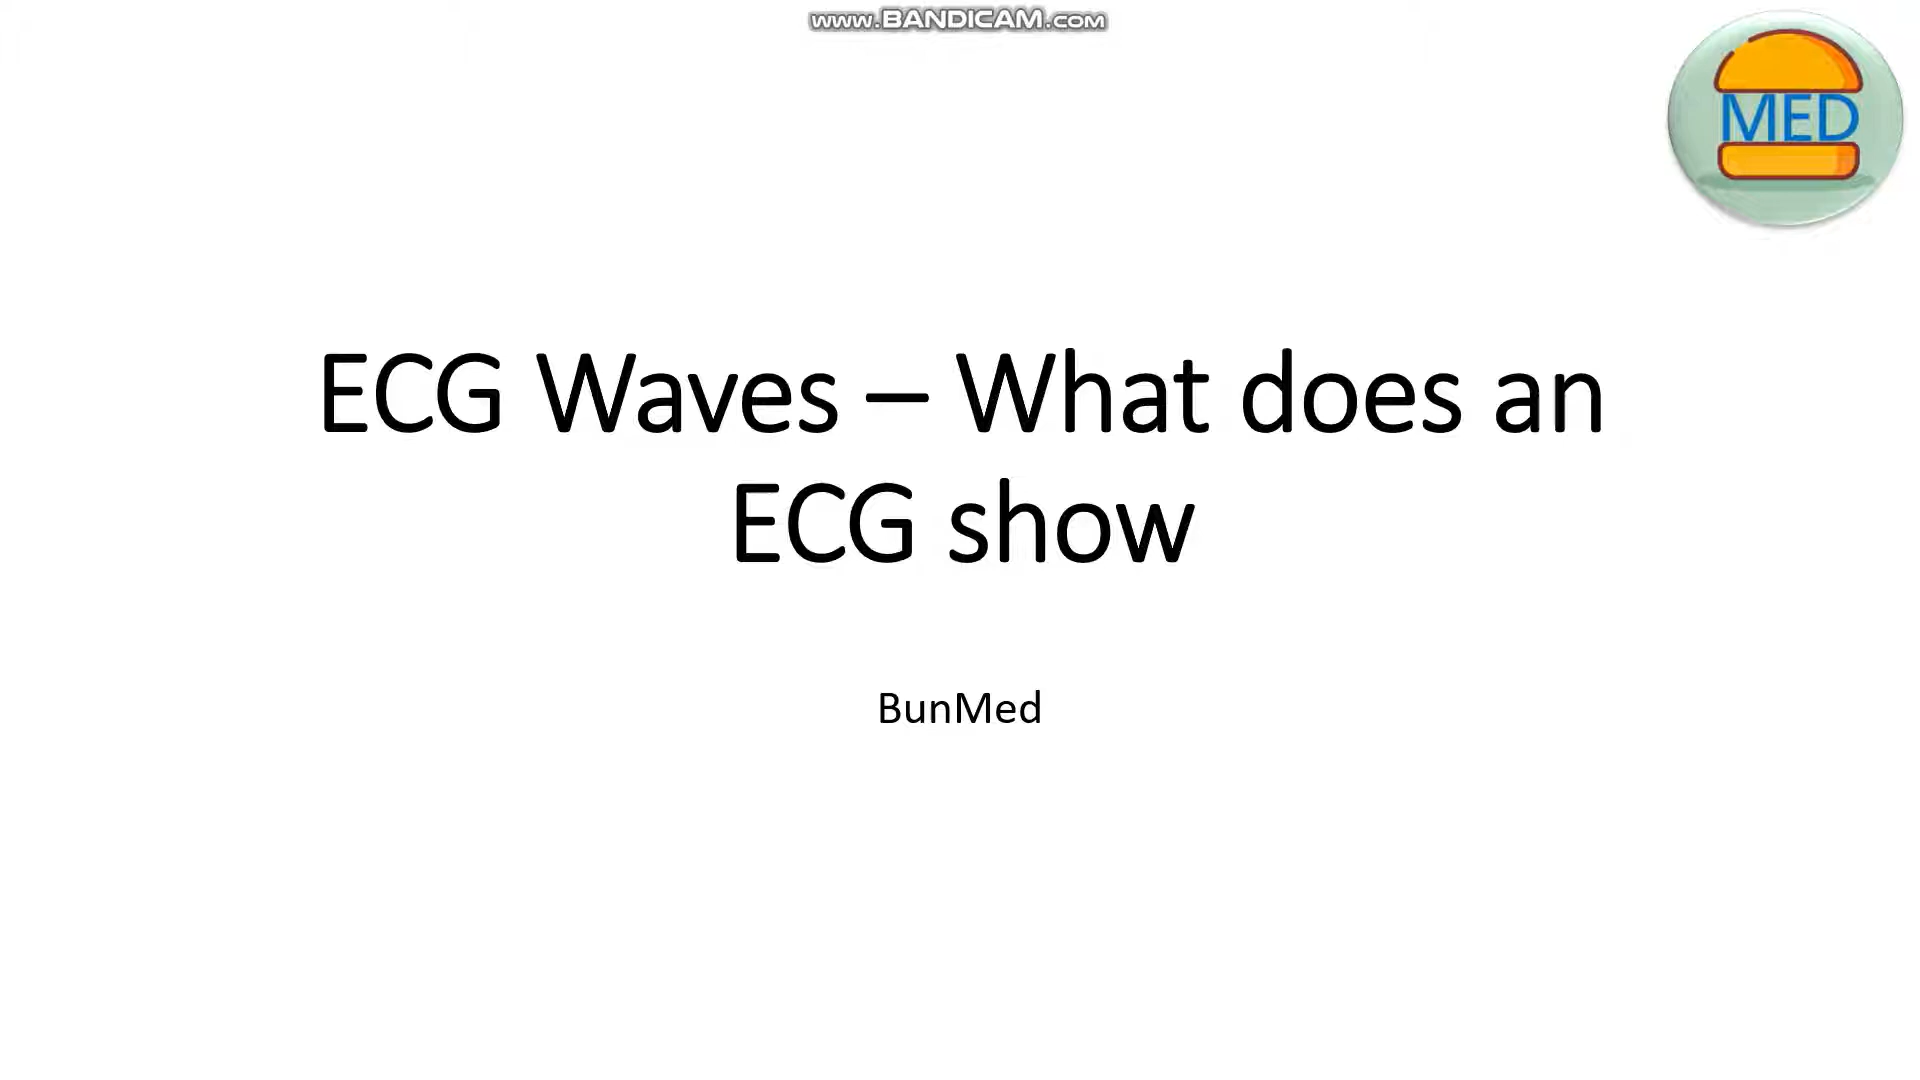 www.BANDICAM.com
MED
ECG Waves – What does an
ECG show
BunMed